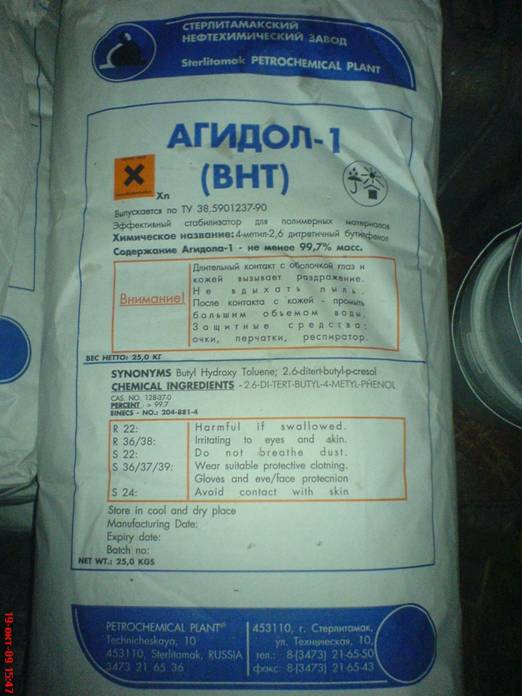 СТЕРЛИТАМАКСКИЙ
НЕФТЕХИМИЧЕСКИЙ ЗАВОД
Sterlitamak PETROCHEMICAL PLANT
АГИДОЛ-1
(ВНТ)
Xn
Выпускается по ТУ 38.5901237-90
Эффективный стабилизатор для полимерных материалов
Химическое название: 4-метил-2,6 дитретичный бутилфенол
Содержание Агидола-1 - не менее 99,7% масс.
Внимание!
Длительный контакт с оболочкой глаз и
кожей вызывает раздражение.
Не вдыхать пыль.
После контакта с кожей - промыть
большим объемом воды.
Защитные средства:
очки, перчатки, респиратор.
ВЕС НЕТТО: 25,0 КГ
SYNONYMS Butyl Hydroxy Toluene; 2.6-ditert-butyl-p-cresol
CHEMICAL INGREDIENTS - 2.6-DI-TERT-BUTYL-4-METYL-PHENOL
CAS. NO. 128-37-0
PERCENT - > 99.7
EINECS - NO.: 204-881-4
R 22: Harmful if swallowed.
R 36/38: Irritating to eyes and skin.
S 22: Do not breathe dust.
S 36/37/39: Wear suitable protective clotning.
Gloves and eve/face protecnion
S 24: Avoid contact with skin
Store in cool and dry place
Manufacturing Date:
Expiry date:
Batch no:
NET WT.: 25,0 KGS
PETROCHEMICAL PLANT
Technicheskaya, 10
453110, Sterlitamak, RUSSIA
3473 21 65 36
453110, г. Стерлитамак,
ул. Техническая, 10,
тел.: 8-(3473) 21-65-50
факс: 8-(3473) 21-65-43
19-окт-09 15:47